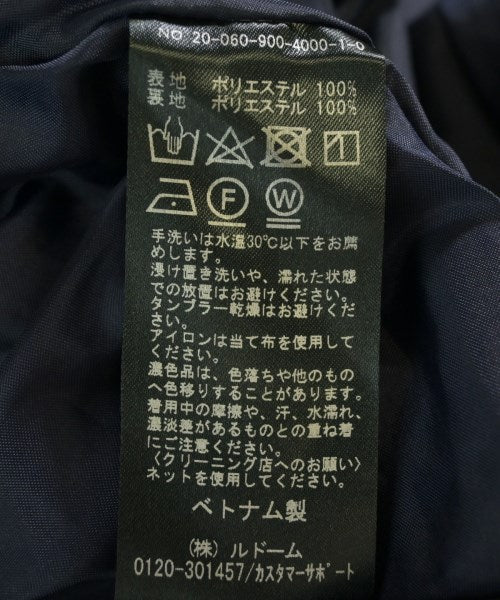 NO 20-060-900-4000-1-0
表地 ポリエステル 100%
裏地 ポリエステル 100%
F W
手洗いは水温30℃以下をお薦
めします。
浸け置き洗いや、濡れた状態
での放置はお避けください。
タンブラー乾燥はお避けくだ
さい。
アイロンは当て布を使用して
ください。
濃色品は、色落ちや他のもの
へ色移りすることがあります。
着用中の摩擦や、汗、水濡れ、
濃淡差があるものとの重ね着
にご注意ください。
〈クリーニング店へのお願い〉
ネットを使用してください。
ベトナム製
(株) ルドーム
0120-301457/カスタマーサポート